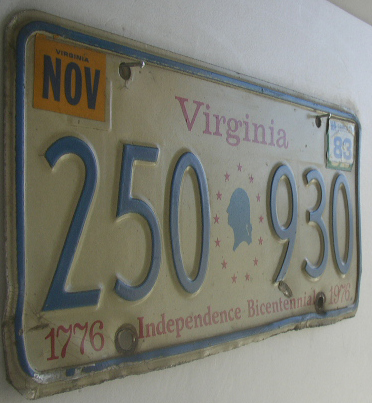 VIRGINIA
NOV
Virginia
83
250 930
1776 Independence Bicentennial 1976